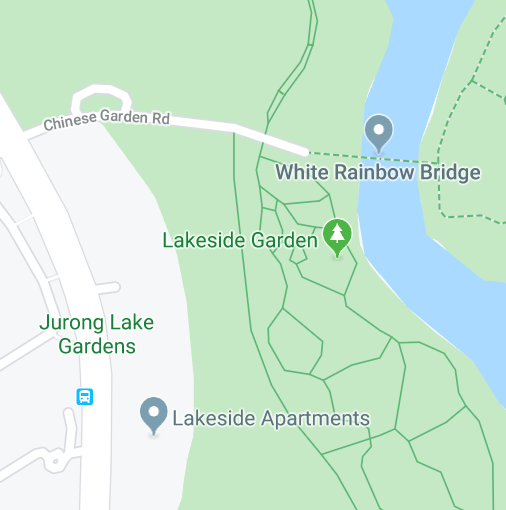 Chinese Garden Rd
White Rainbow Bridge
Lakeside Garden
Jurong Lake
Gardens
Lakeside Apartments